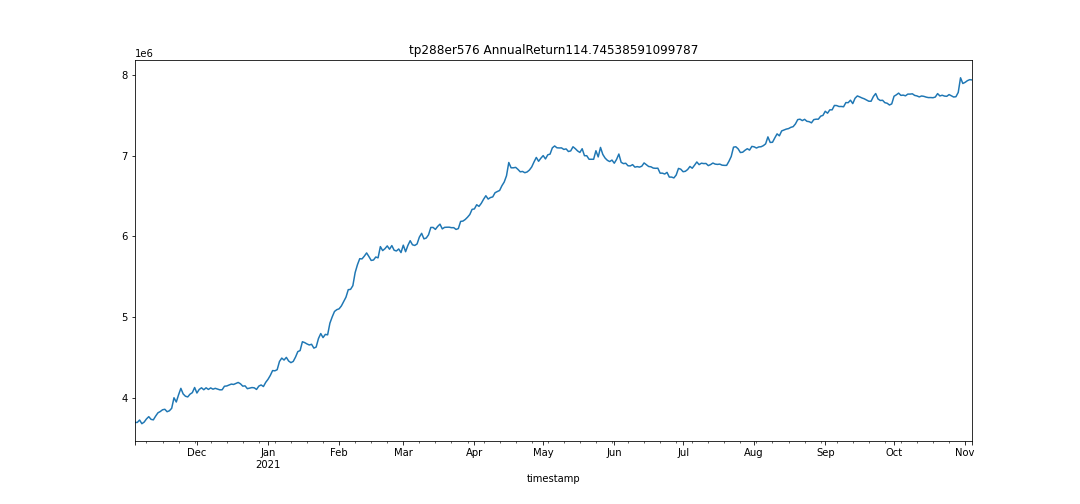 tp288er576 AnnualReturn114.74538591099787
1e6
8
7
6
5
4
Dec Jan Feb Mar Apr May Jun Jul Aug Sep Oct Nov
2021
timestamp